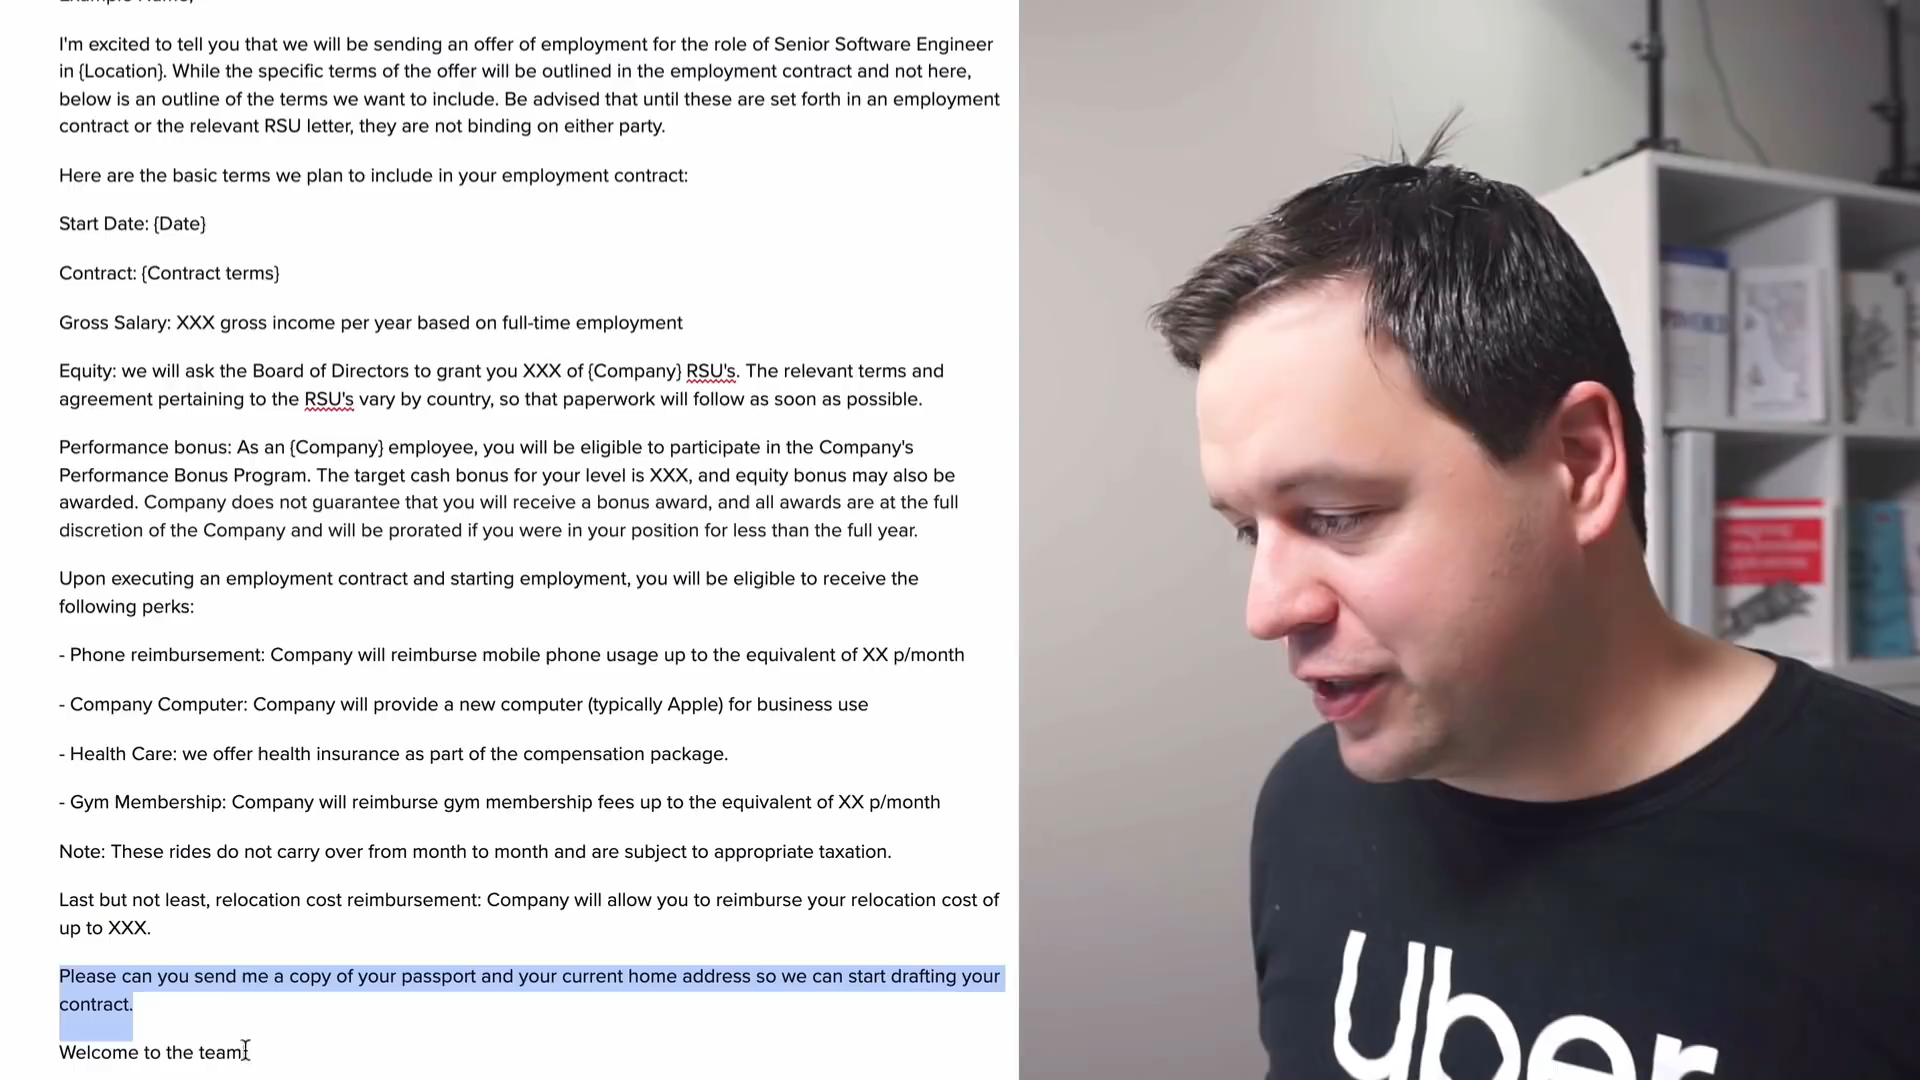 I'm excited to tell you that we will be sending an offer of employment for the role of Senior Software Engineer
in {Location}. While the specific terms of the offer will be outlined in the employment contract and not here,
below is an outline of the terms we want to include. Be advised that until these are set forth in an employment
contract or the relevant RSU letter, they are not binding on either party.
Here are the basic terms we plan to include in your employment contract:
Start Date: {Date}
Contract: {Contract terms}
Gross Salary: XXX gross income per year based on full-time employment
Equity: we will ask the Board of Directors to grant you XXX of {Company} RSU's. The relevant terms and
agreement pertaining to the RSU's vary by country, so that paperwork will follow as soon as possible.
Performance bonus: As an {Company} employee, you will be eligible to participate in the Company's
Performance Bonus Program. The target cash bonus for your level is XXX, and equity bonus may also be
awarded. Company does not guarantee that you will receive a bonus award, and all awards are at the full
discretion of the Company and will be prorated if you were in your position for less than the full year.
Upon executing an employment contract and starting employment, you will be eligible to receive the
following perks:
- Phone reimbursement: Company will reimburse mobile phone usage up to the equivalent of XX p/month
- Company Computer: Company will provide a new computer (typically Apple) for business use
- Health Care: we offer health insurance as part of the compensation package.
- Gym Membership: Company will reimburse gym membership fees up to the equivalent of XX p/month
Note: These rides do not carry over from month to month and are subject to appropriate taxation.
Last but not least, relocation cost reimbursement: Company will allow you to reimburse your relocation cost of
up to XXX.
Please can you send me a copy of your passport and your current home address so we can start drafting your
contract.
Welcome to the team!
uber